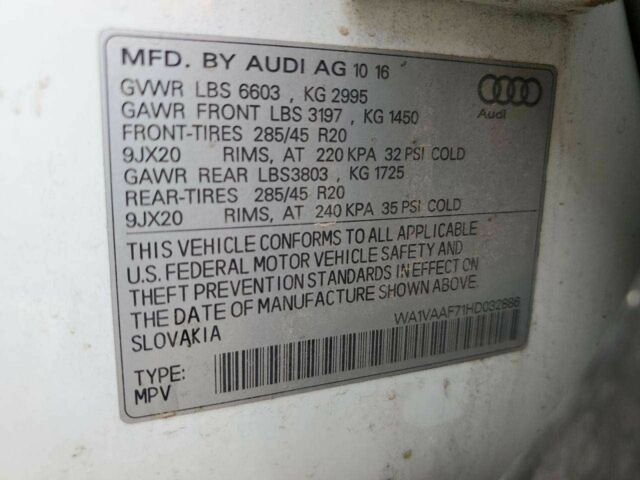 MFD. BY AUDI AG 10 16
GVWR LBS 6603 , KG 2995
GAWR FRONT LBS 3197 , KG 1450
FRONT-TIRES 285/45 R20
9JX20 RIMS, AT 220 KPA 32 PSI COLD
GAWR REAR LBS3803 , KG 1725
REAR-TIRES 285/45 R20
9JX20 RIMS, AT 240 KPA 35 PSI COLD
Audi
THIS VEHICLE CONFORMS TO ALL APPLICABLE
U.S. FEDERAL MOTOR VEHICLE SAFETY AND
THEFT PREVENTION STANDARDS IN EFFECT ON
THE DATE OF MANUFACTURE SHOWN ABOVE
SLOVAKIA
WA1VAAF71HD032686
TYPE:
MPV